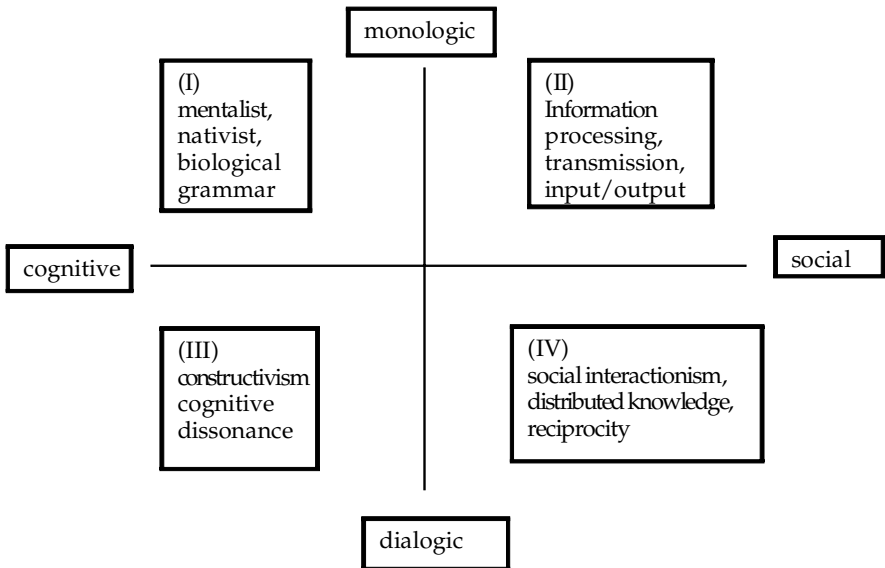 monologic
(I)
mentalist,
nativist,
biological
grammar
(II)
Information
processing,
transmission,
input/output
cognitive
social
(III)
constructivism
cognitive
dissonance
(IV)
social interactionism,
distributed knowledge,
reciprocity
dialogic